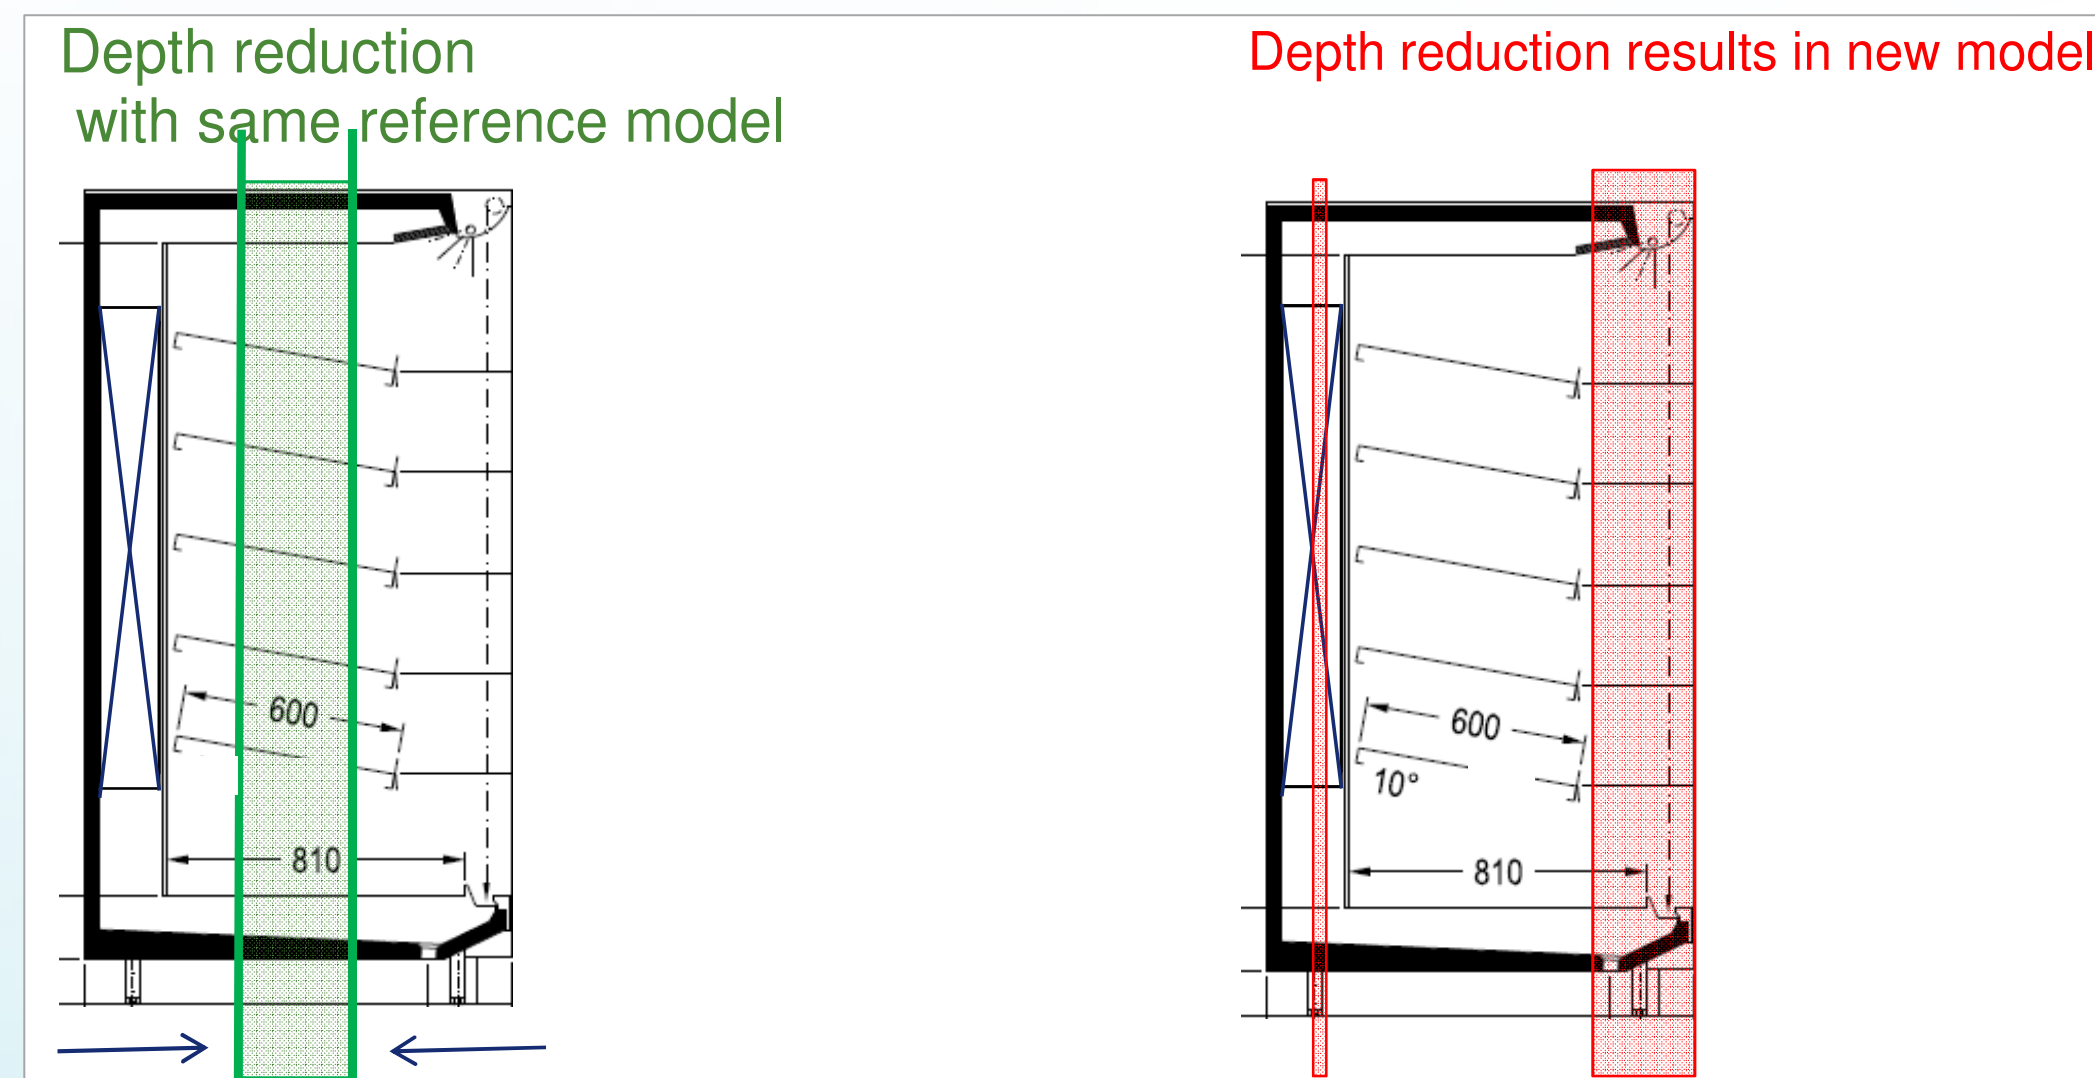 Depth reduction
with same reference model
600
810
Depth reduction results in new model
600
10°
810